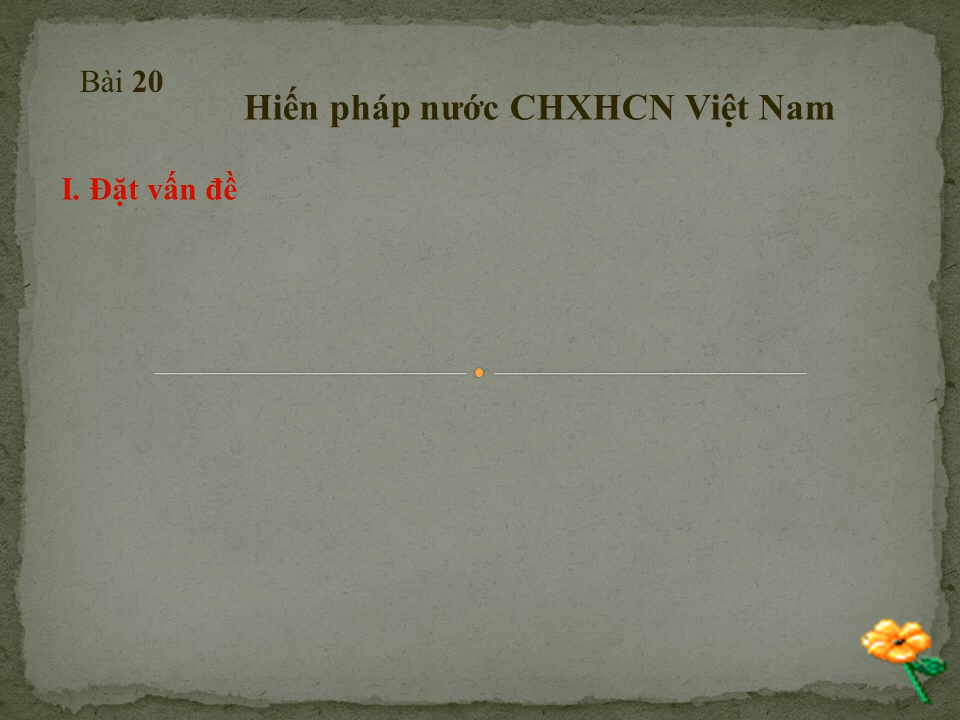 Bài 20
Hiến pháp nước CHXHCN Việt Nam
I. Đặt vấn đề